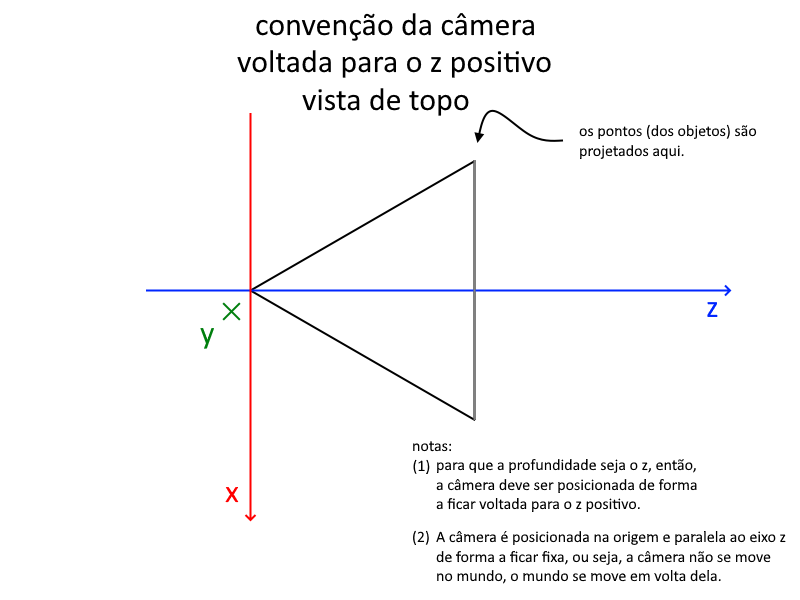 convenção da câmera
voltada para o z positivo
vista de topo
os pontos (dos objetos) são
projetados aqui.
z
y
x
notas:
(1) para que a profundidade seja o z, então,
a câmera deve ser posicionada de forma
a ficar voltada para o z positivo.
(2) A câmera é posicionada na origem e paralela ao eixo z
de forma a ficar fixa, ou seja, a câmera não se move
no mundo, o mundo se move em volta dela.